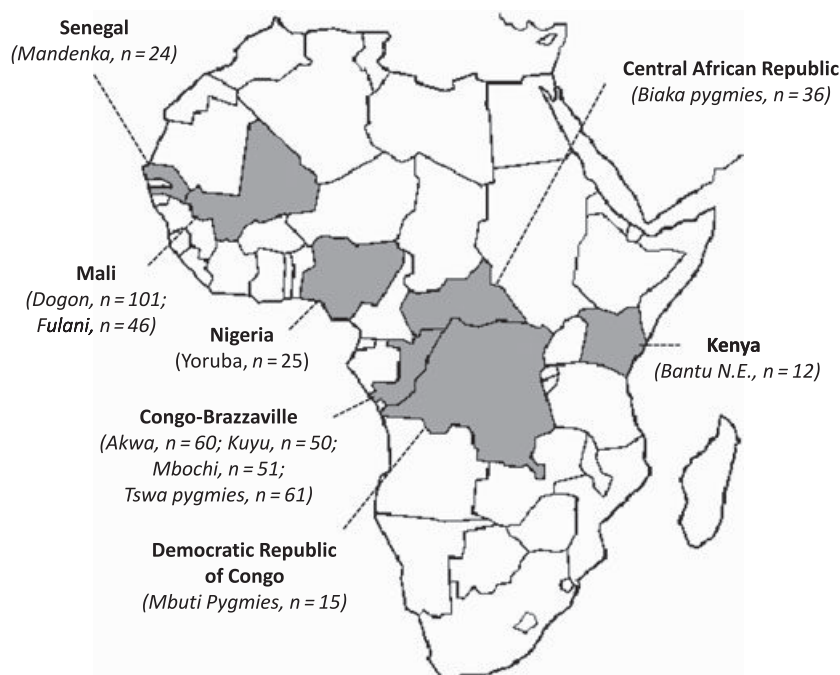 Senegal
(Mandenka, n = 24)
Central African Republic
(Biaka pygmies, n = 36)
Mali
(Dogon, n = 101;
Fulani, n = 46)
Nigeria
(Yoruba, n = 25)
Kenya
(Bantu N.E., n = 12)
Congo-Brazzaville
(Akwa, n = 60; Kuyu, n = 50;
Mbochi, n = 51;
Tswa pygmies, n = 61)
Democratic Republic
of Congo
(Mbuti Pygmies, n = 15)